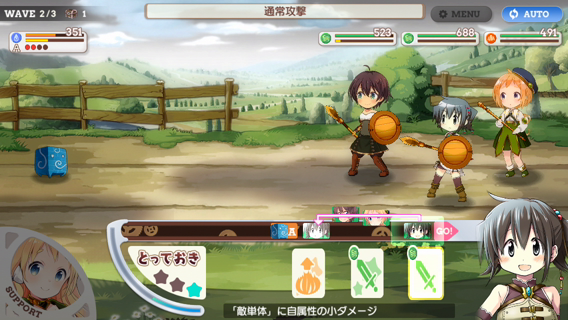 WAVE 2/3 1
通常攻撃
MENU
AUTO
351
A
523
688
491
A
GO!
とっておき
SUPPORT
「敵単体」に自属性の小ダメージ